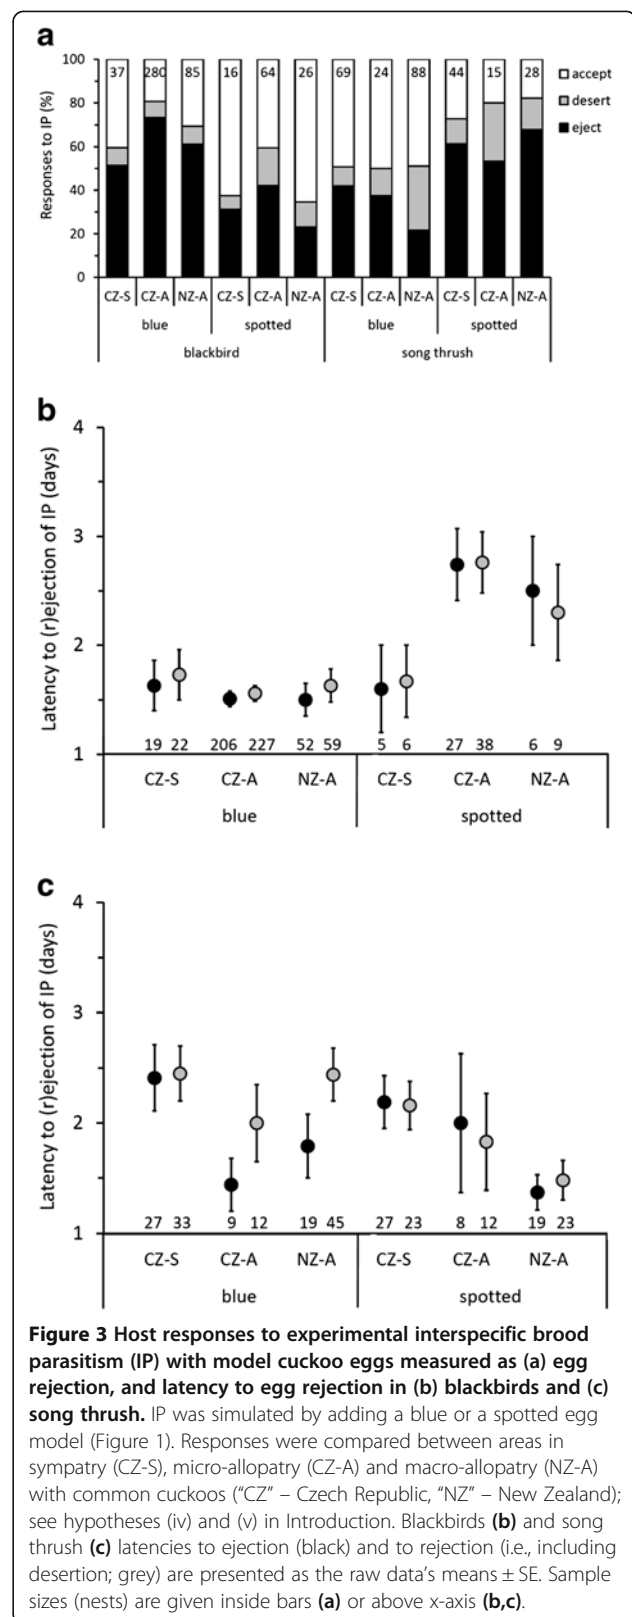 a
100
80
60
40
20
0
Responses to IP (%)
37 280 85 16 64 26 69 24 88 44 15 28
accept
desert
eject
CZ-S CZ-A NZ-A CZ-S CZ-A NZ-A CZ-S CZ-A NZ-A CZ-S CZ-A NZ-A
blue spotted blue spotted
blackbird song thrush
b
4
3
2
1
Latency to (r)ejection of IP (days)
19 22 206 227 52 59 5 6 27 38 6 9
CZ-S CZ-A NZ-A CZ-S CZ-A NZ-A
blue spotted
c
4
3
2
1
Latency to (r)ejection of IP (days)
27 33 9 12 19 45 27 23 8 12 19 23
CZ-S CZ-A NZ-A CZ-S CZ-A NZ-A
blue spotted
Figure 3 Host responses to experimental interspecific brood
parasitism (IP) with model cuckoo eggs measured as (a) egg
rejection, and latency to egg rejection in (b) blackbirds and (c)
song thrush. IP was simulated by adding a blue or a spotted egg
model (Figure 1). Responses were compared between areas in
sympatry (CZ-S), micro-allopatry (CZ-A) and macro-allopatry (NZ-A)
with common cuckoos ("CZ" – Czech Republic, "NZ" – New Zealand);
see hypotheses (iv) and (v) in Introduction. Blackbirds (b) and song
thrush (c) latencies to ejection (black) and to rejection (i.e., including
desertion; grey) are presented as the raw data's means ± SE. Sample
sizes (nests) are given inside bars (a) or above x-axis (b,c).